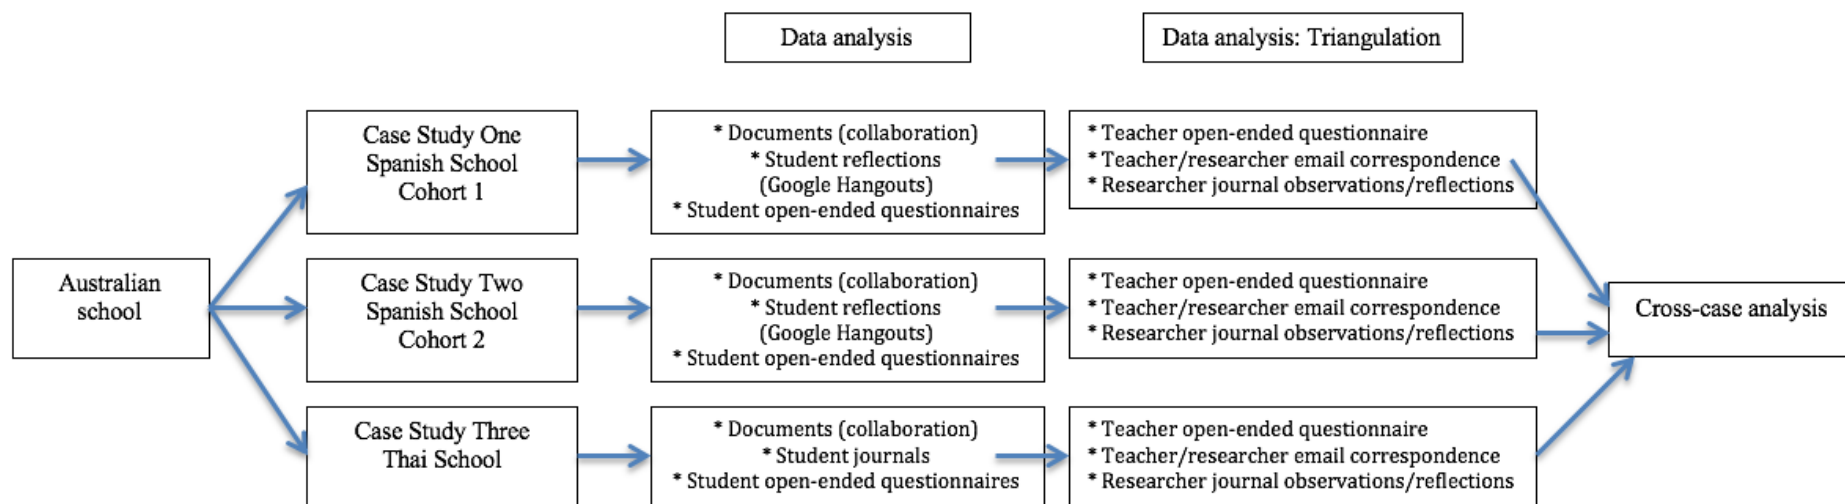 Data analysis
Data analysis: Triangulation
Australian
school
Case Study One
Spanish School
Cohort 1
* Documents (collaboration)
* Student reflections
(Google Hangouts)
* Student open-ended questionnaires
* Teacher open-ended questionnaire
* Teacher/researcher email correspondence
* Researcher journal observations/reflections
Case Study Two
Spanish School
Cohort 2
* Documents (collaboration)
* Student reflections
(Google Hangouts)
* Student open-ended questionnaires
* Teacher open-ended questionnaire
* Teacher/researcher email correspondence
* Researcher journal observations/reflections
Case Study Three
Thai School
* Documents (collaboration)
* Student journals
* Student open-ended questionnaires
* Teacher open-ended questionnaire
* Teacher/researcher email correspondence
* Researcher journal observations/reflections
Cross-case analysis